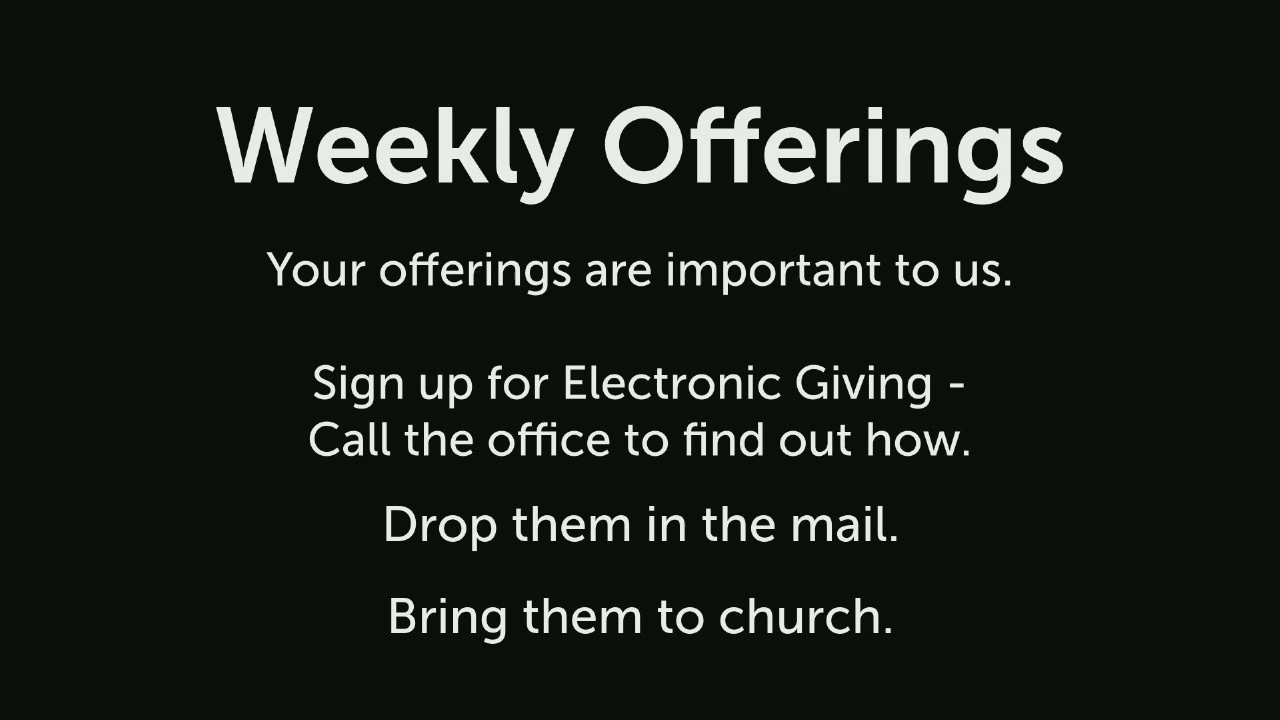 Weekly Offerings
Your offerings are important to us.
Sign up for Electronic Giving -
Call the office to find out how.
Drop them in the mail.
Bring them to church.